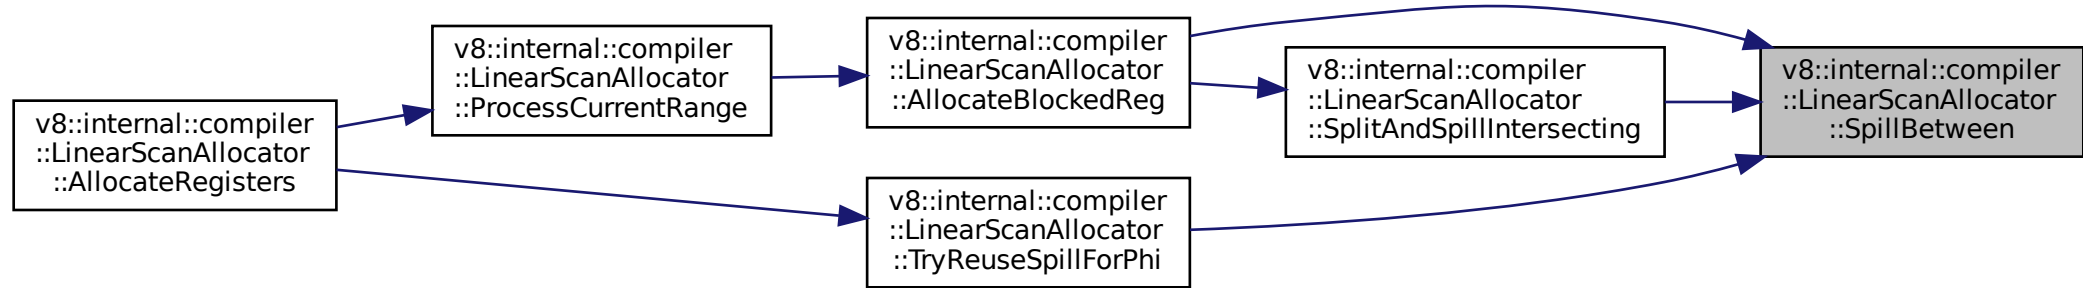 v8::internal::compiler
::LinearScanAllocator
::AllocateRegisters
v8::internal::compiler
::LinearScanAllocator
::ProcessCurrentRange
v8::internal::compiler
::LinearScanAllocator
::AllocateBlockedReg
v8::internal::compiler
::LinearScanAllocator
::TryReuseSpillForPhi
v8::internal::compiler
::LinearScanAllocator
::SplitAndSpillIntersecting
v8::internal::compiler
::LinearScanAllocator
::SpillBetween